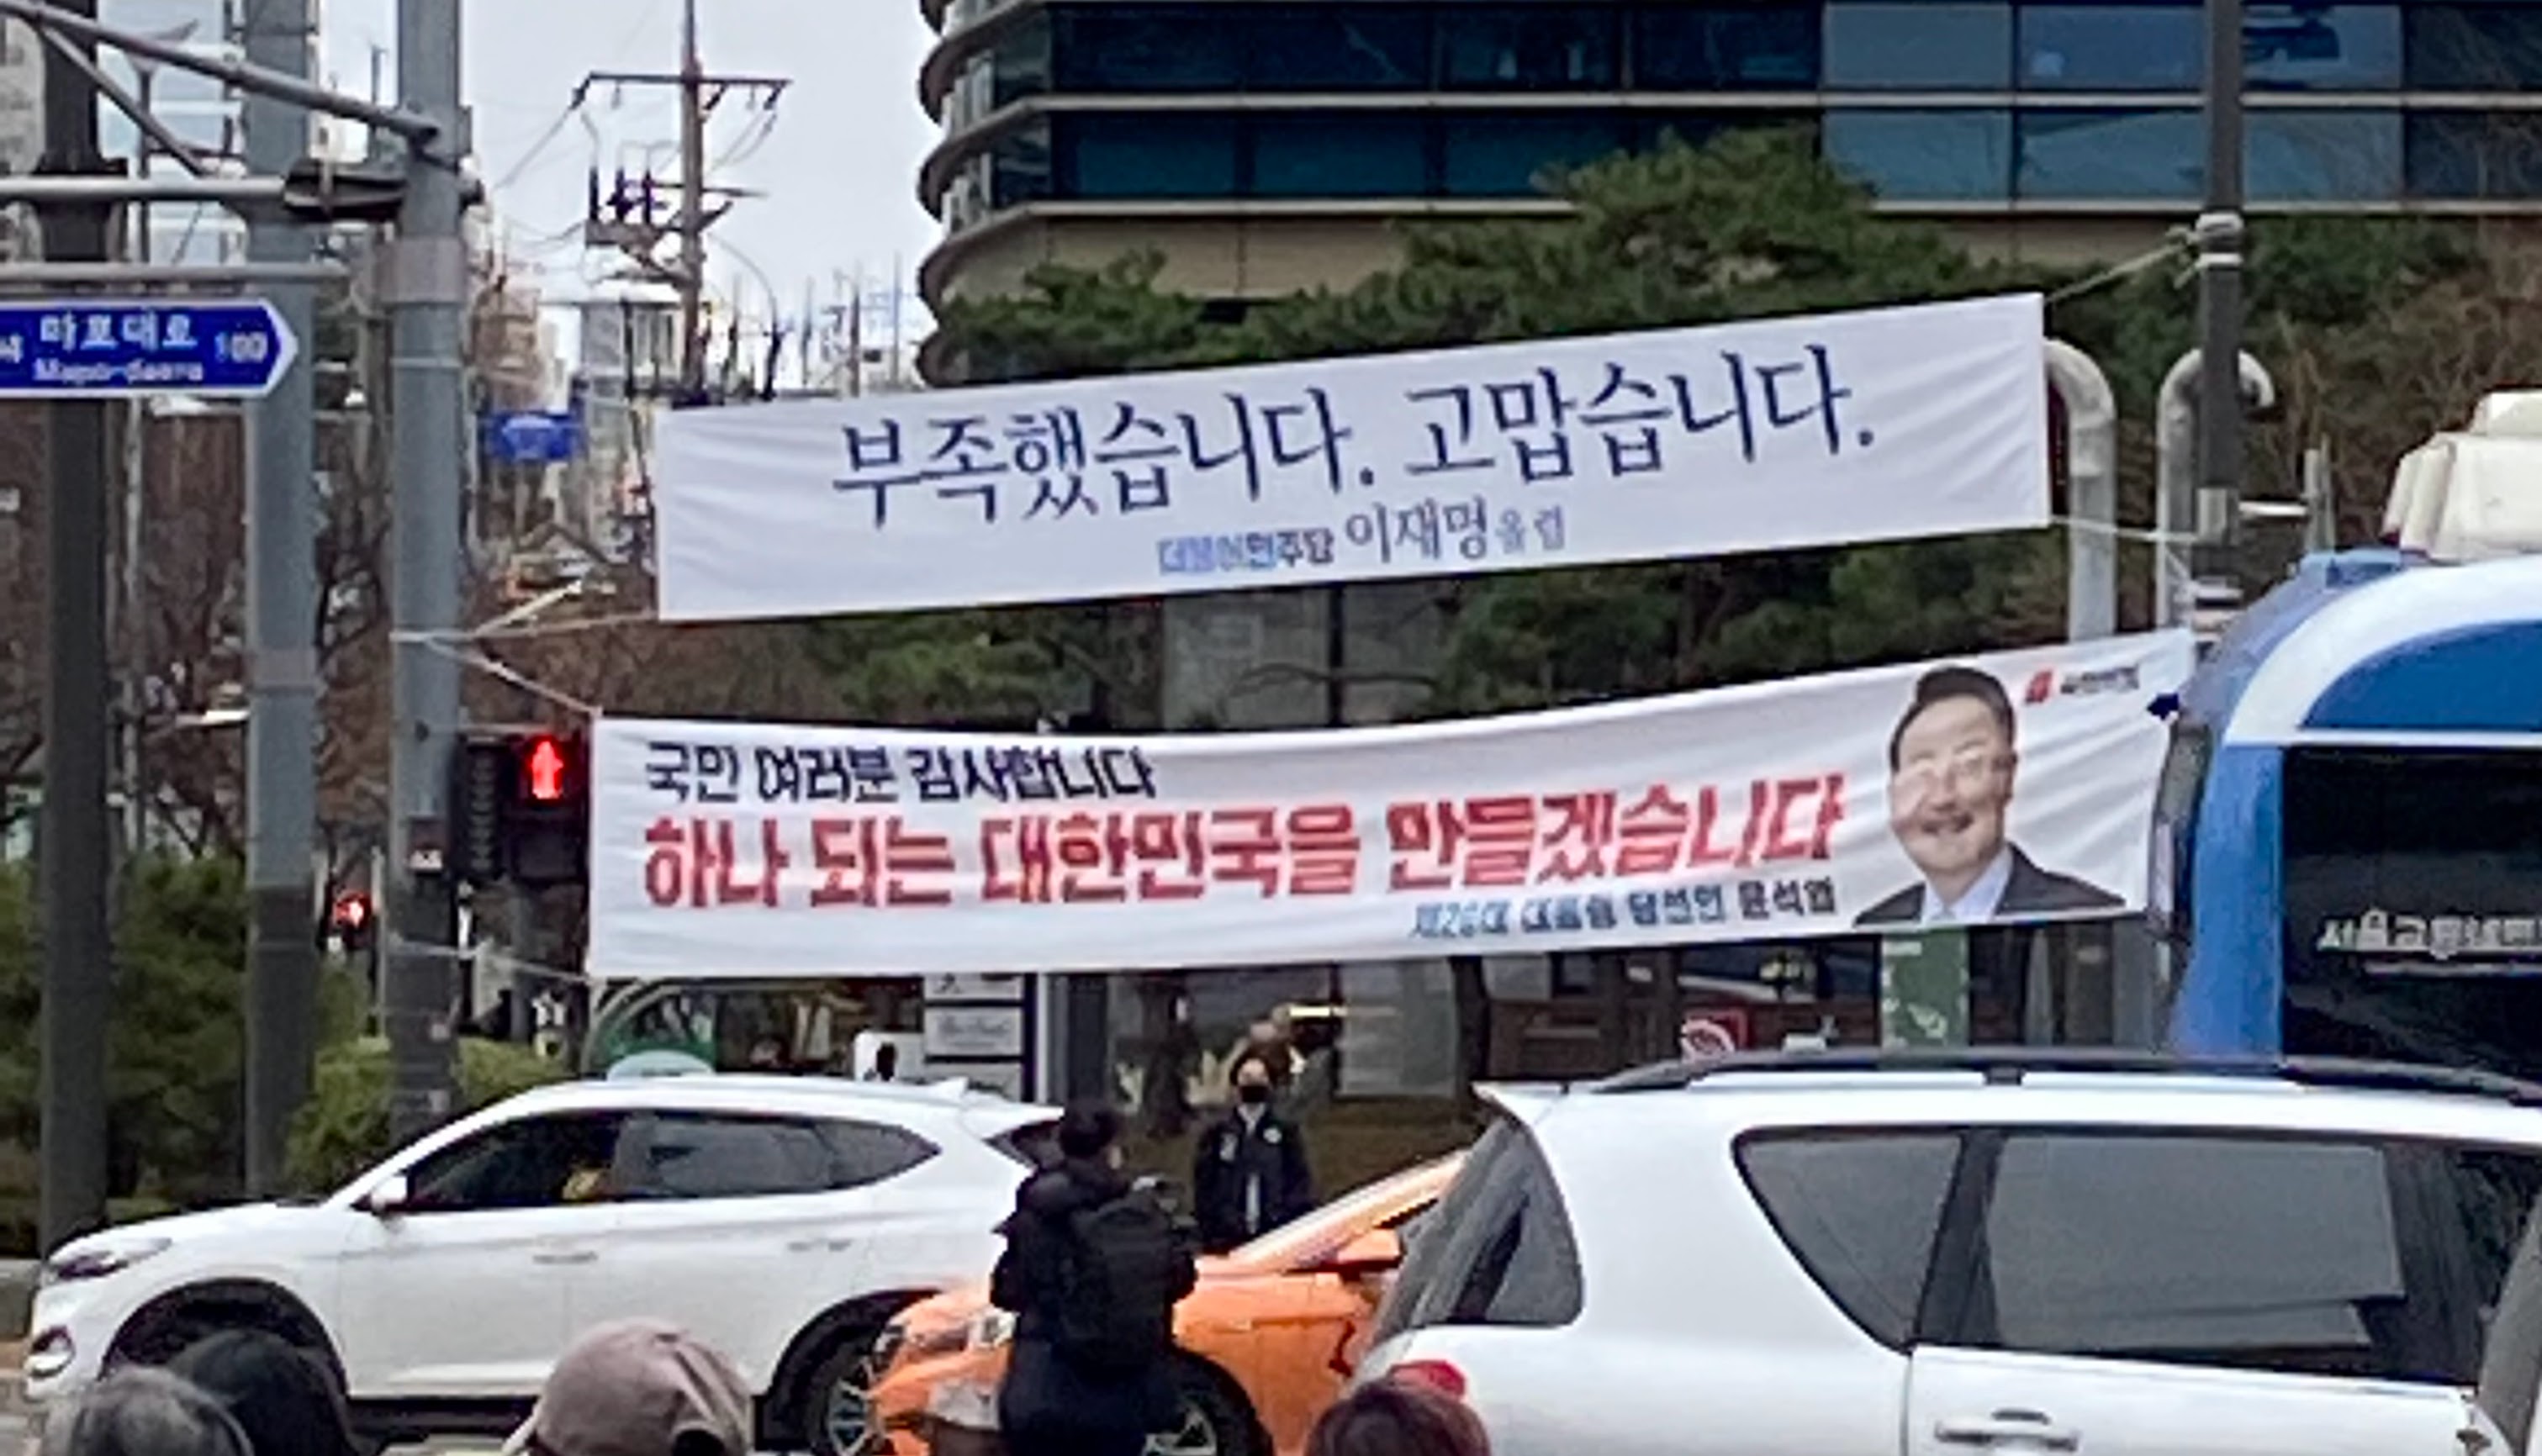 마포대로 100
Mapo-daero
부족했습니다. 고맙습니다.
더불어민주당 이재명 올림
국민 여러분 감사합니다
하나 되는 대한민국을 만들겠습니다
제20대 대통령 당선인 윤석열